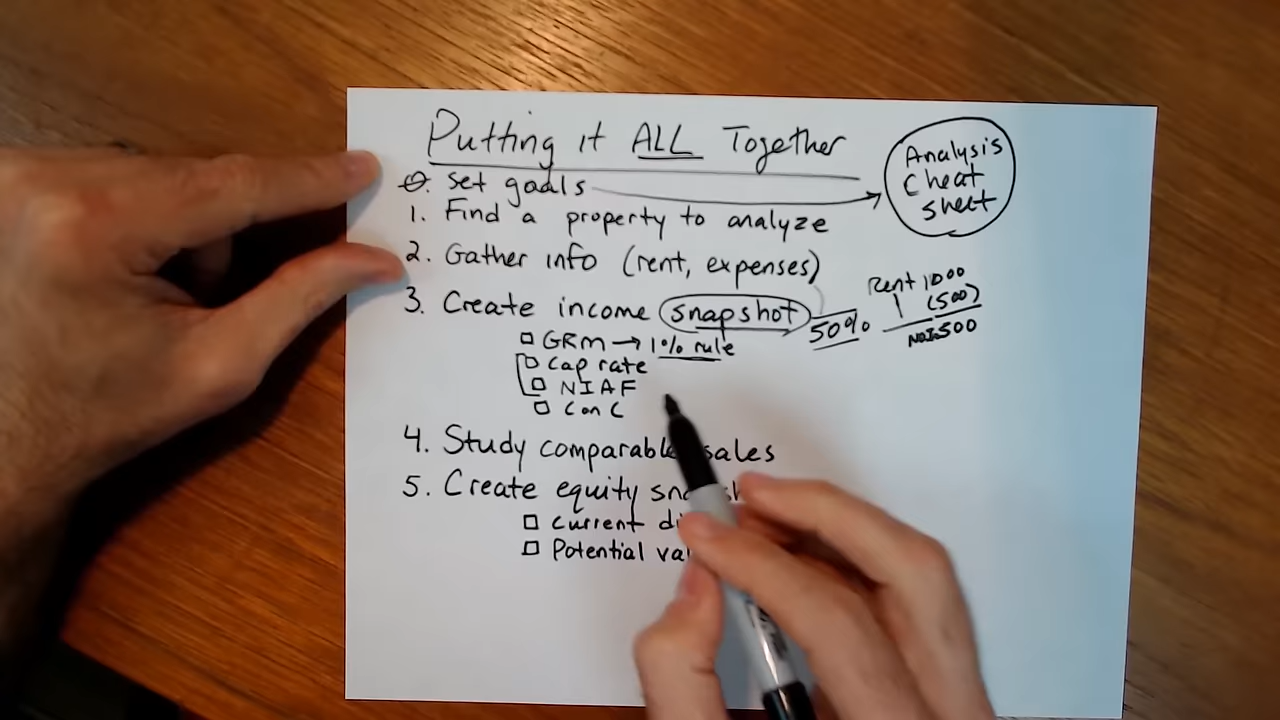 Putting it ALL Together
0. Set goals
Analysis
Cheat
Sheet
1. Find a property to analyze
2. Gather info (rent, expenses)
3. Create income snapshot
50%
Rent 1000
(500)
NOI 500
GRM → 1% rule
Cap rate
NIAF
Con C
4. Study comparable sales
5. Create equity
Current
Potential